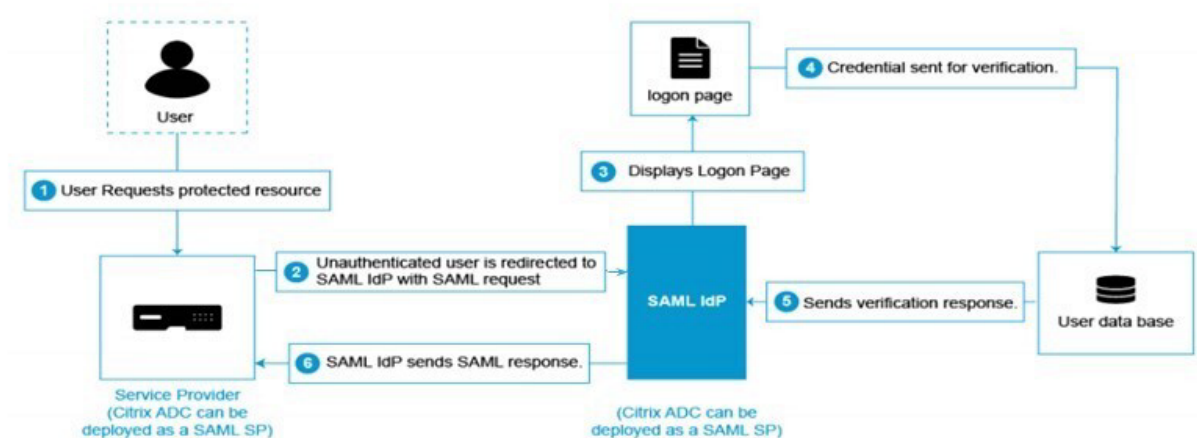 User
1 User Requests protected resource
2 Unauthenticated user is redirected to
SAML IdP with SAML request
3 Displays Logon Page
logon page
4 Credential sent for verification.
User data base
5 Sends verification response.
SAML IdP
6 SAML IdP sends SAML response.
Service Provider
(Citrix ADC can be
deployed as a SAML SP)
(Citrix ADC can be
deployed as a SAML SP)